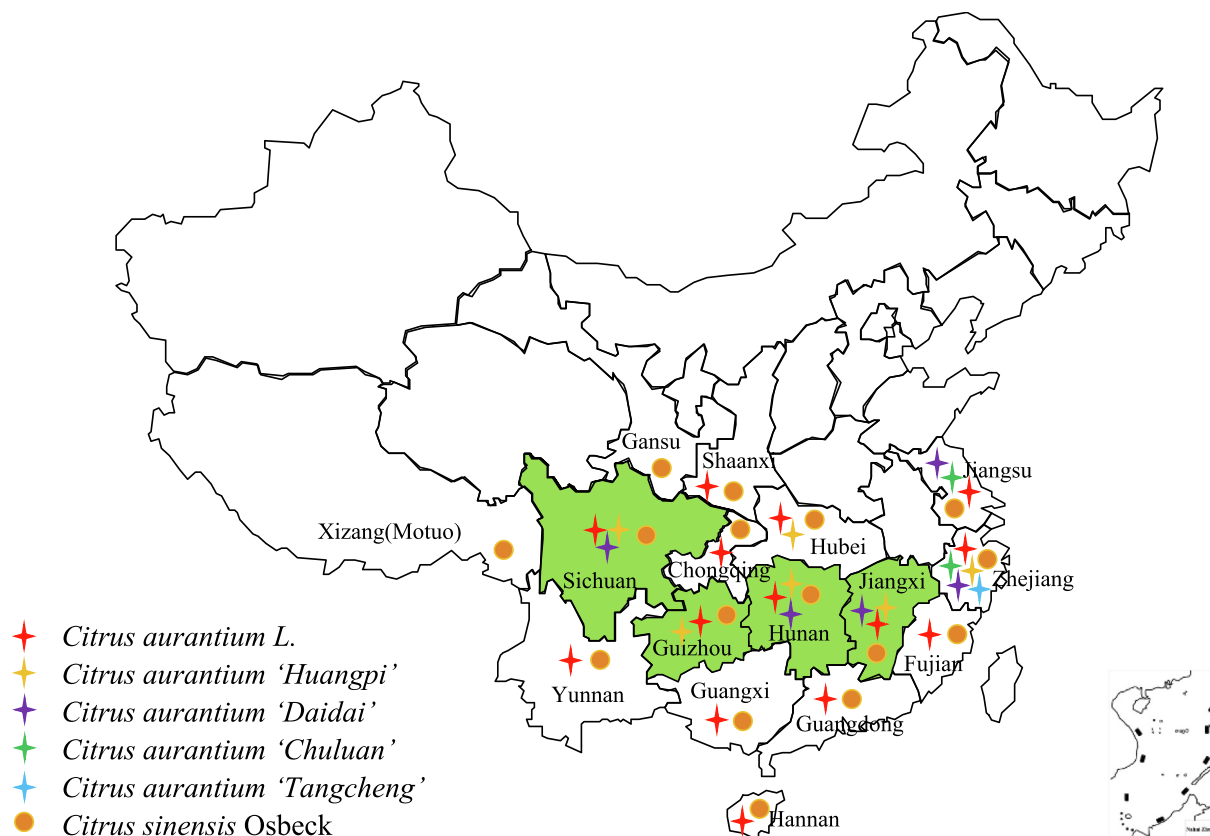 Gansu
Shaanxi
Jiangsu
Xizang(Motuo)
Hubei
Sichuan
Chongqing
Jiangxi
Zhejiang
Guizhou
Hunan
Fujian
Yunnan
Guangxi
Guangdong
Hannan
Citrus aurantium L.
Citrus aurantium ‘Huangpi’
Citrus aurantium ‘Daidai’
Citrus aurantium ‘Chuluan’
Citrus aurantium ‘Tangcheng’
Citrus sinensis Osbeck